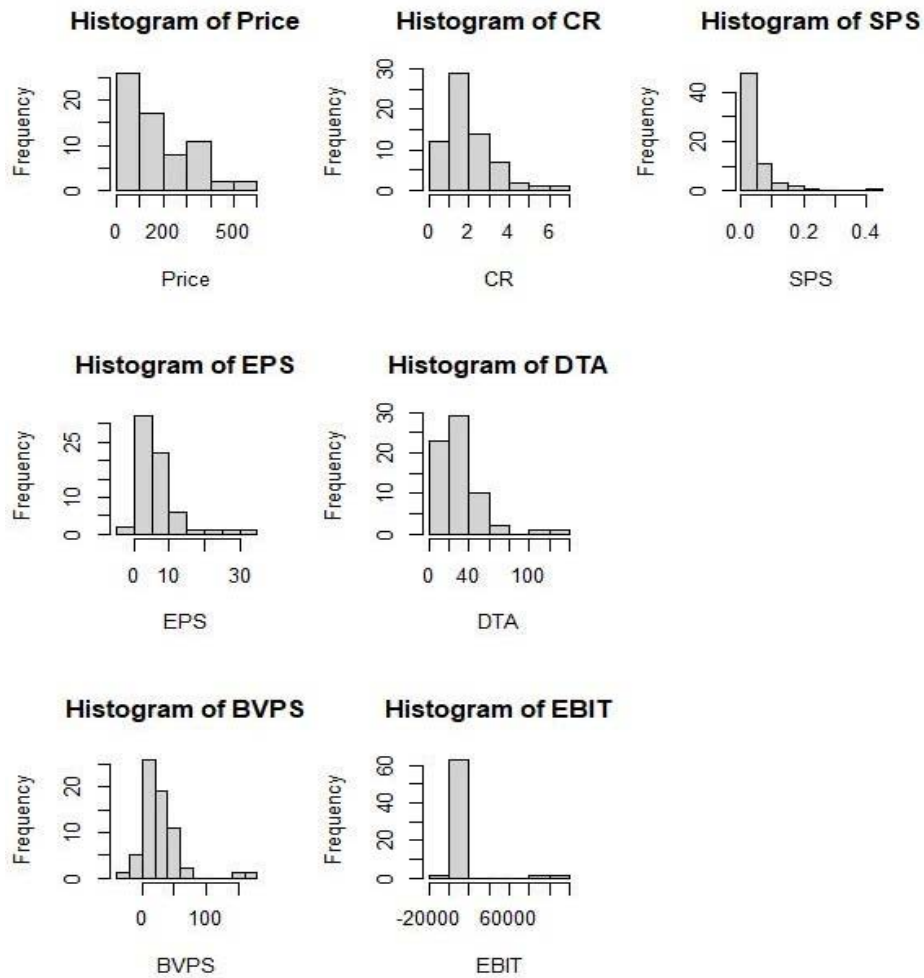 Histogram of Price
Frequency
20
10
0
0 200 500
Price
Histogram of CR
Frequency
30
20
10
0
0 2 4 6
CR
Histogram of SPS
Frequency
40
20
0
0.0 0.2 0.4
SPS
Histogram of EPS
Frequency
25
10
0
0 10 30
EPS
Histogram of DTA
Frequency
30
20
10
0
0 40 100
DTA
Histogram of BVPS
Frequency
20
10
0
0 100
BVPS
Histogram of EBIT
Frequency
60
40
20
0
-20000 60000
EBIT